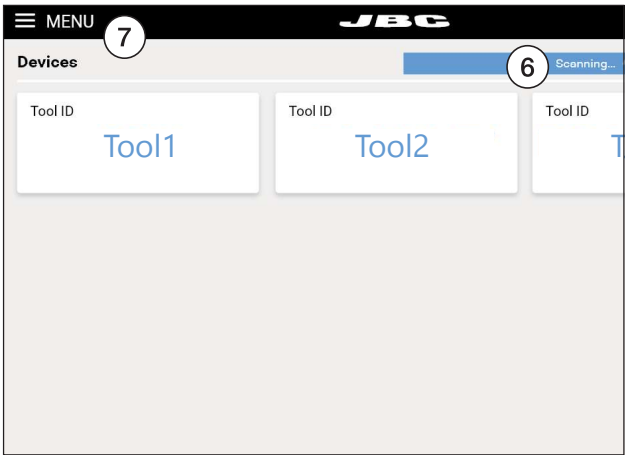 MENU
7
JBC
Devices
6
Scanning...
Tool ID
Tool1
Tool ID
Tool2
Tool ID
T